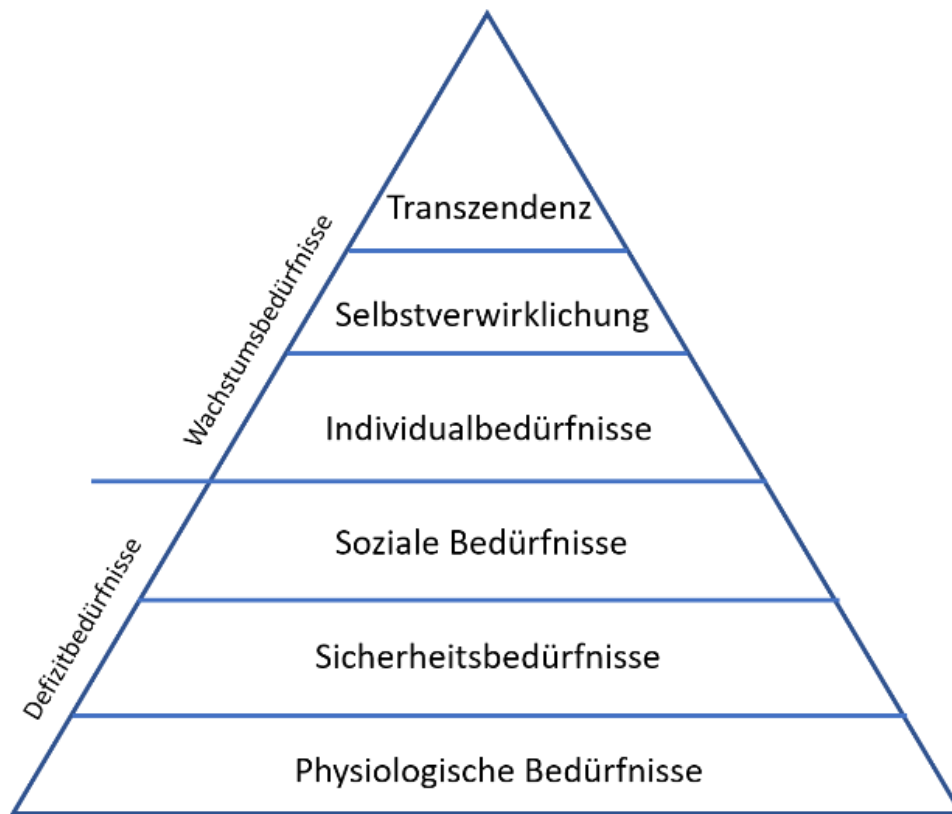 Transzendenz
Selbstverwirklichung
Individualbedürfnisse
Soziale Bedürfnisse
Sicherheitsbedürfnisse
Physiologische Bedürfnisse
Wachstumsbedürfnisse
Defizitbedürfnisse